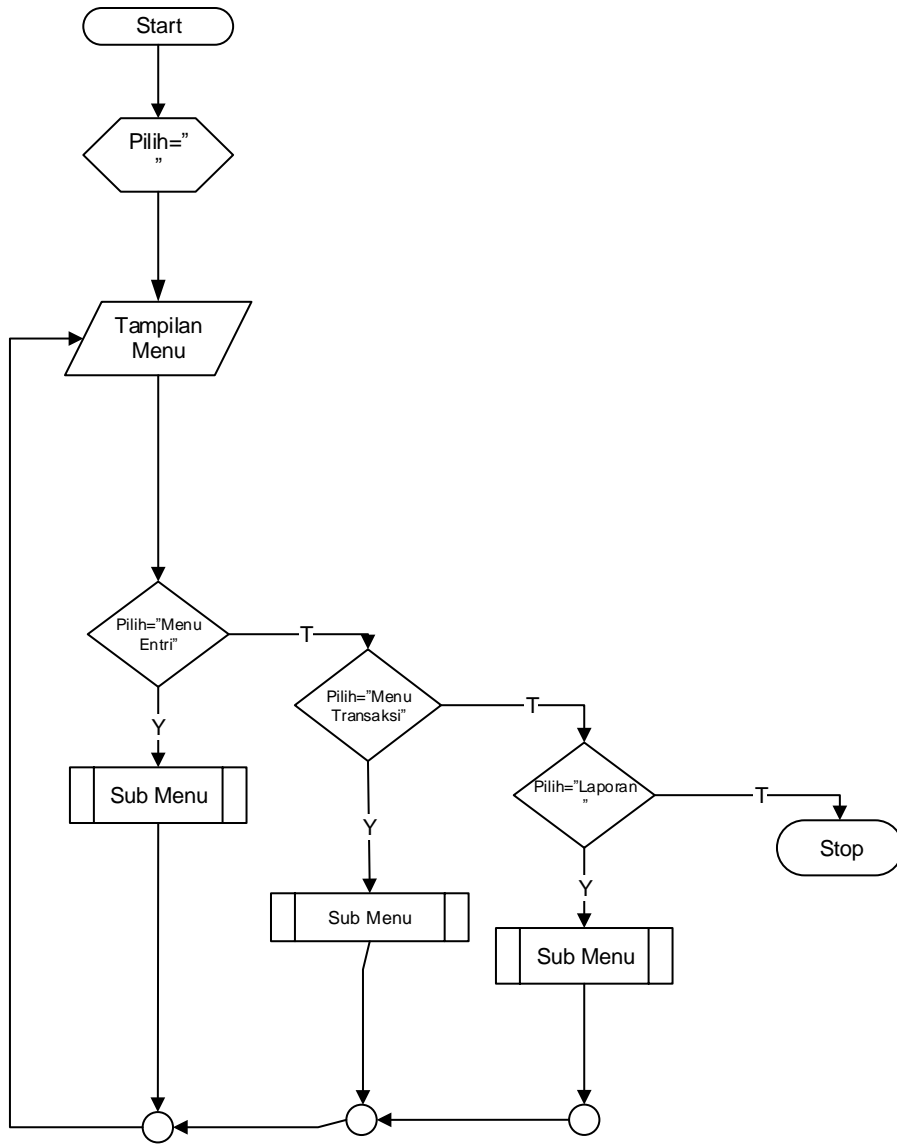 Start
Pilih=”
”
Tampilan
Menu
Pilih=”Menu
Entri”
T
Pilih=”Menu
Transaksi”
T
Y
Sub Menu
Pilih=”Laporan
”
T
Y
Stop
Y
Sub Menu
Sub Menu